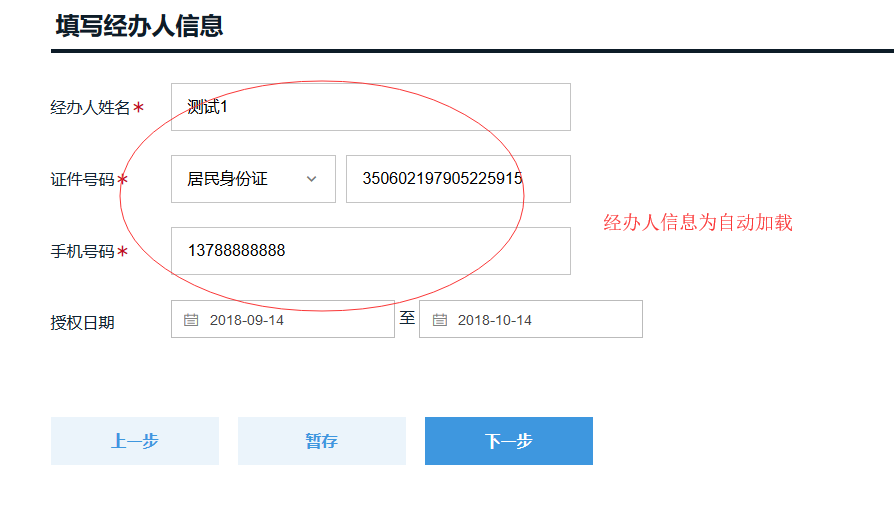 填写经办人信息
经办人姓名* 测试1
证件号码* 居民身份证 350602197905225915
经办人信息为自动加载
手机号码* 13788888888
授权日期 2018-09-14 至 2018-10-14
上一步 暂存 下一步